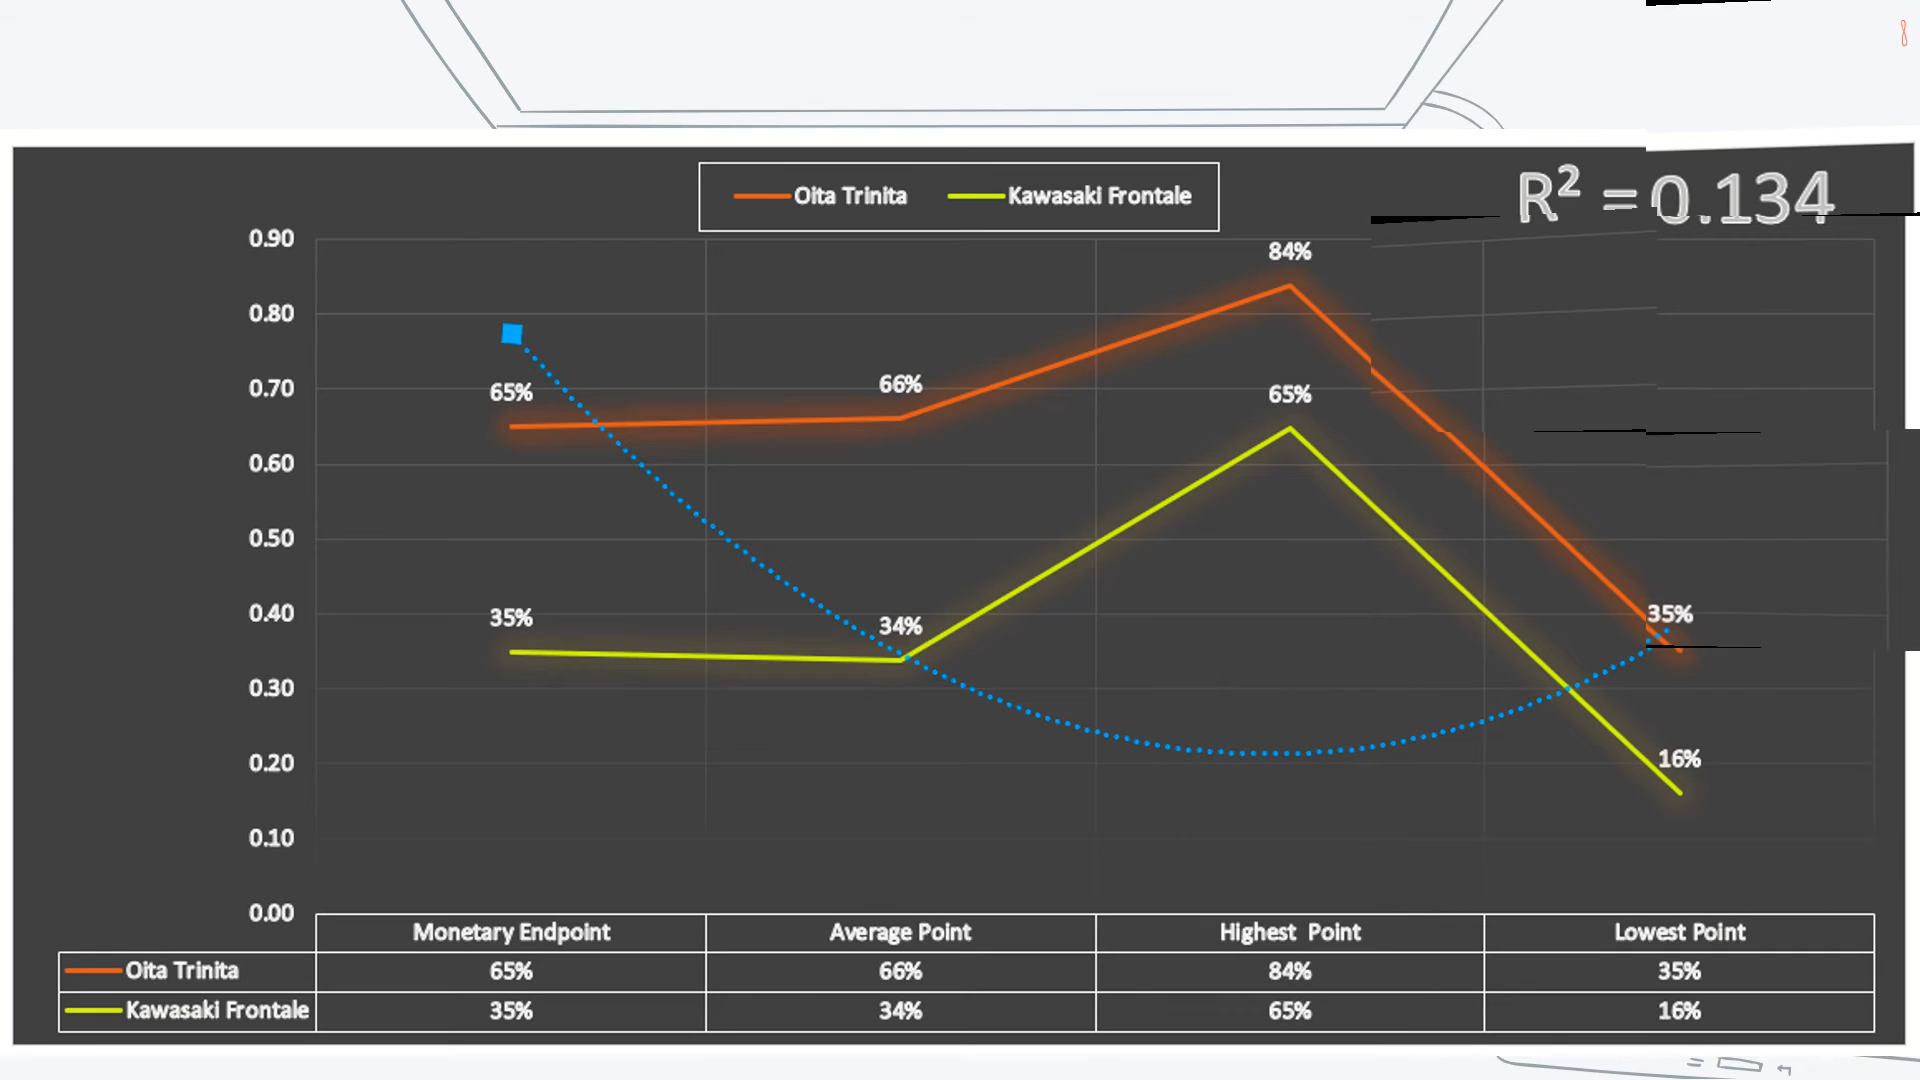 Oita Trinita Kawasaki Frontale
R² = 0.134
0.90
84%
0.80
0.70
65% 66% 65%
0.60
0.50
0.40
35% 34% 35%
0.30
0.20
16%
0.10
0.00
Monetary Endpoint Average Point Highest Point Lowest Point
Oita Trinita 65% 66% 84% 35%
Kawasaki Frontale 35% 34% 65% 16%